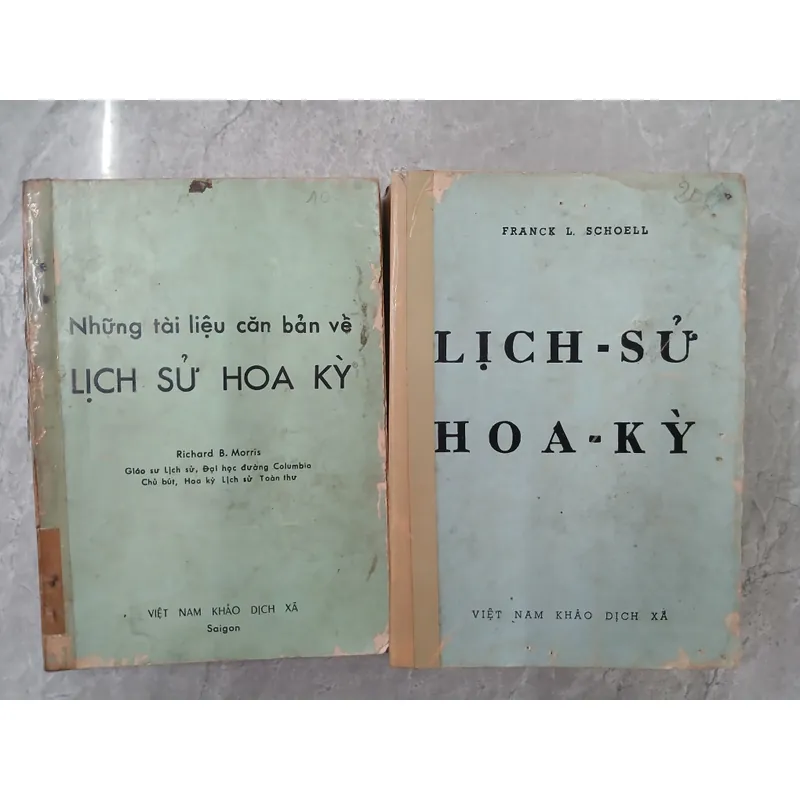 Những tài liệu căn bản về
LỊCH SỬ HOA KỲ
Richard B. Morris
Giáo sư Lịch sử, Đại học đường Columbia
Chủ bút, Hoa kỳ Lịch sử Toàn thư
VIỆT NAM KHẢO DỊCH XÃ
Saigon
10
FRANCK L. SCHOELL
LỊCH-SỬ
HOA-KỲ
VIỆT NAM KHẢO DỊCH XÃ